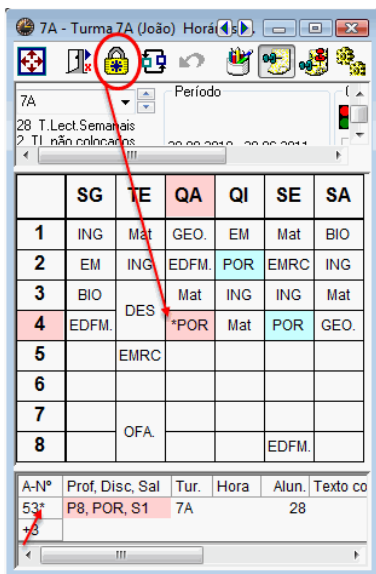 7A - Turma 7A (João) Horá s
7A
Período
28 T.Lect.Semanais
2 TI não colocados
SG TE QA QI SE SA
1 ING Mat GEO. EM Mat BIO
2 EM ING EDFM. POR EMRC ING
3 BIO DES Mat ING ING Mat
4 EDFM. *POR Mat POR GEO.
5 EMRC
6
7 OFA.
8 EDFM.
A-Nº Prof, Disc, Sal Tur. Hora Alun. Texto co
53* P8, POR, S1 7A 28
+3